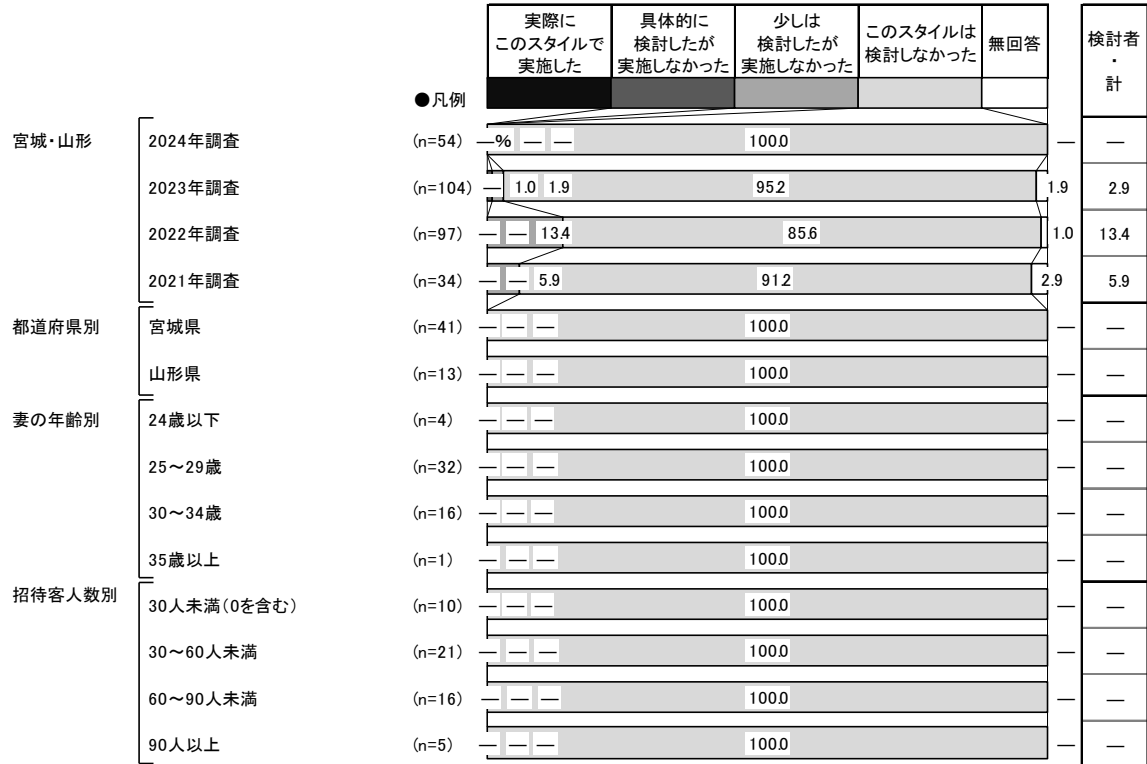 実際に
このスタイルで
実施した
具体的に
検討したが
実施しなかった
少しは
検討したが
実施しなかった
このスタイルは
検討しなかった
無回答
検討者
・
計
●凡例
宮城・山形 2024年調査 (n=54) —% — — 100.0 — —
2023年調査 (n=104) — 1.0 1.9 95.2 1.9 2.9
2022年調査 (n=97) — — 13.4 85.6 1.0 13.4
2021年調査 (n=34) — — 5.9 91.2 2.9 5.9
都道府県別 宮城県 (n=41) — — — 100.0 — —
山形県 (n=13) — — — 100.0 — —
妻の年齢別 24歳以下 (n=4) — — — 100.0 — —
25～29歳 (n=32) — — — 100.0 — —
30～34歳 (n=16) — — — 100.0 — —
35歳以上 (n=1) — — — 100.0 — —
招待客人数別 30人未満(0を含む) (n=10) — — — 100.0 — —
30～60人未満 (n=21) — — — 100.0 — —
60～90人未満 (n=16) — — — 100.0 — —
90人以上 (n=5) — — — 100.0 — —